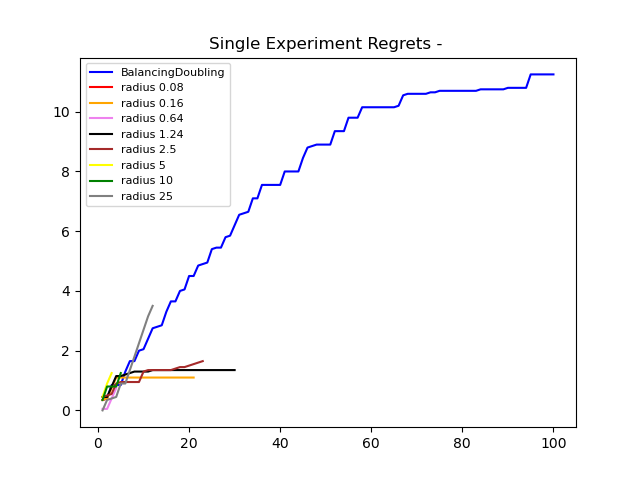 Single Experiment Regrets -
BalancingDoubling
radius 0.08
radius 0.16
radius 0.64
radius 1.24
radius 2.5
radius 5
radius 10
radius 25
10
8
6
4
2
0
0 20 40 60 80 100